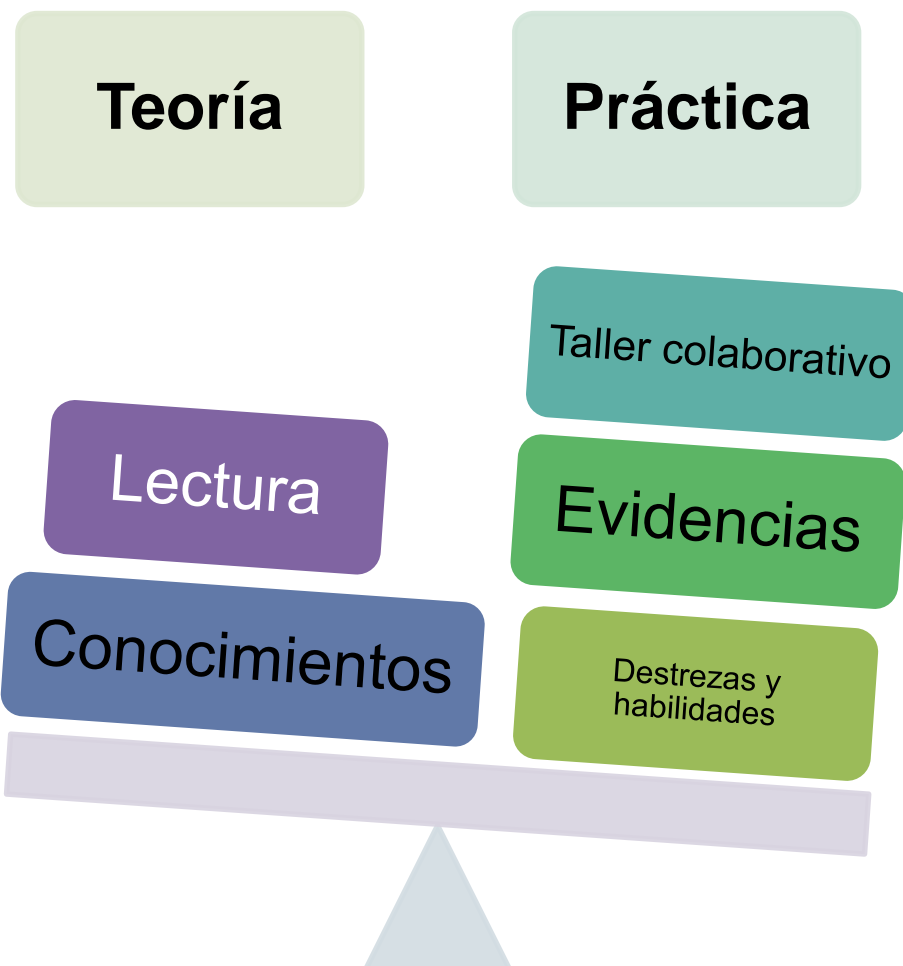 Teoría
Práctica
Taller colaborativo
Lectura
Evidencias
Conocimientos
Destrezas y
habilidades